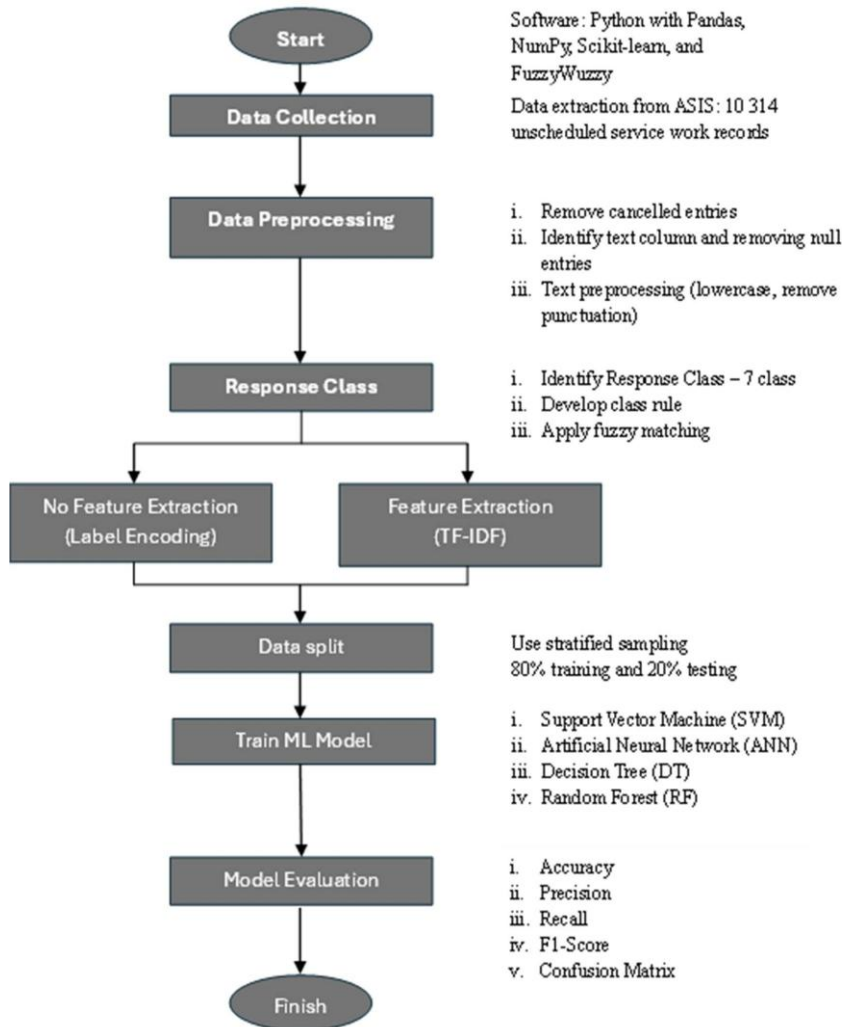 Start
Software: Python with Pandas,
NumPy, Scikit-learn, and
FuzzyWuzzy
Data Collection
Data extraction from ASIS: 10 314
unscheduled service work records
Data Preprocessing
i. Remove cancelled entries
ii. Identify text column and removing null
entries
iii. Text preprocessing (lowercase, remove
punctuation)
Response Class
i. Identify Response Class – 7 class
ii. Develop class rule
iii. Apply fuzzy matching
No Feature Extraction
(Label Encoding)
Feature Extraction
(TF-IDF)
Data split
Use stratified sampling
80% training and 20% testing
Train ML Model
i. Support Vector Machine (SVM)
ii. Artificial Neural Network (ANN)
iii. Decision Tree (DT)
iv. Random Forest (RF)
Model Evaluation
i. Accuracy
ii. Precision
iii. Recall
iv. F1-Score
v. Confusion Matrix
Finish